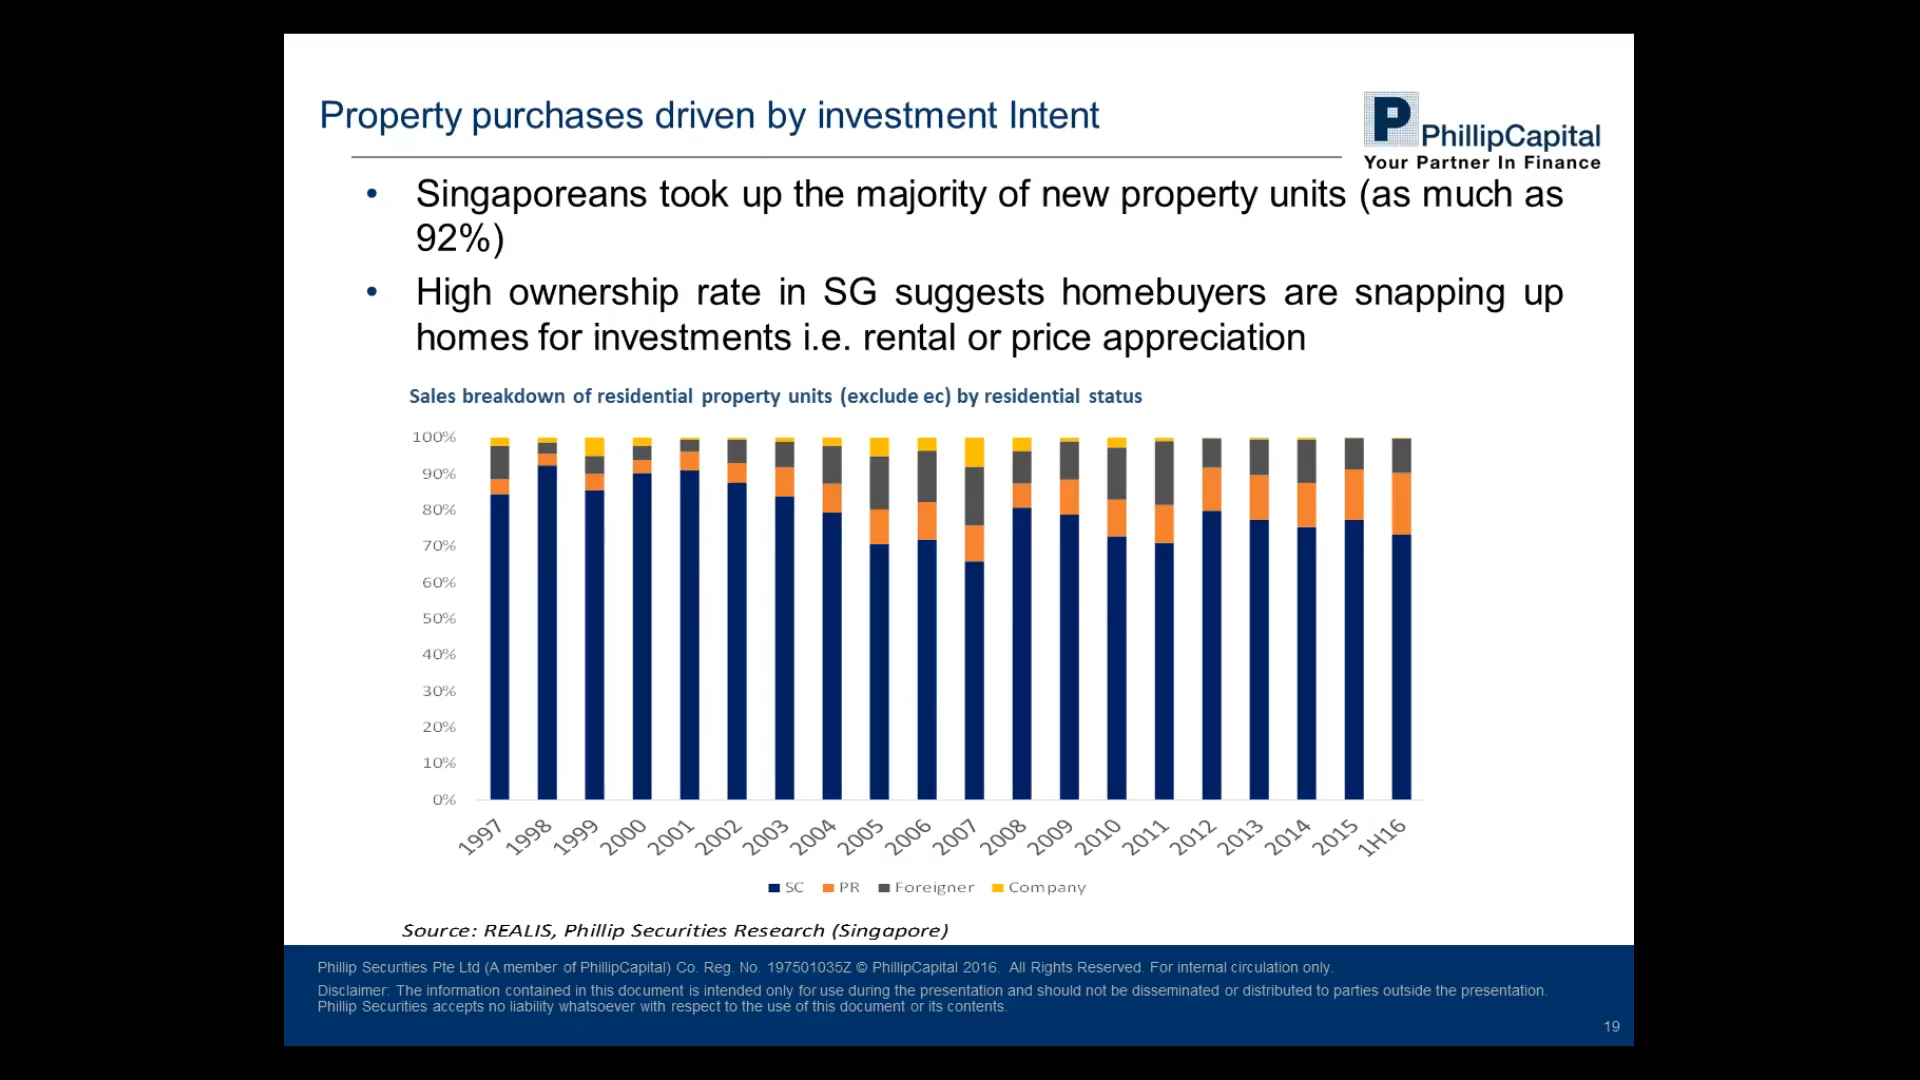 Property purchases driven by investment Intent
PhillipCapital
Your Partner In Finance
• Singaporeans took up the majority of new property units (as much as
92%)
• High ownership rate in SG suggests homebuyers are snapping up
homes for investments i.e. rental or price appreciation
Sales breakdown of residential property units (exclude ec) by residential status
100%
90%
80%
70%
60%
50%
40%
30%
20%
10%
0%
1997 1998 1999 2000 2001 2002 2003 2004 2005 2006 2007 2008 2009 2010 2011 2012 2013 2014 2015 1H16
SC PR Foreigner Company
Source: REALIS, Phillip Securities Research (Singapore)
Phillip Securities Pte Ltd (A member of PhillipCapital) Co. Reg. No. 197501035Z © PhillipCapital 2016. All Rights Reserved. For internal circulation only.
Disclaimer: The information contained in this document is intended only for use during the presentation and should not be disseminated or distributed to parties outside the presentation.
Phillip Securities accepts no liability whatsoever with respect to the use of this document or its contents.
19